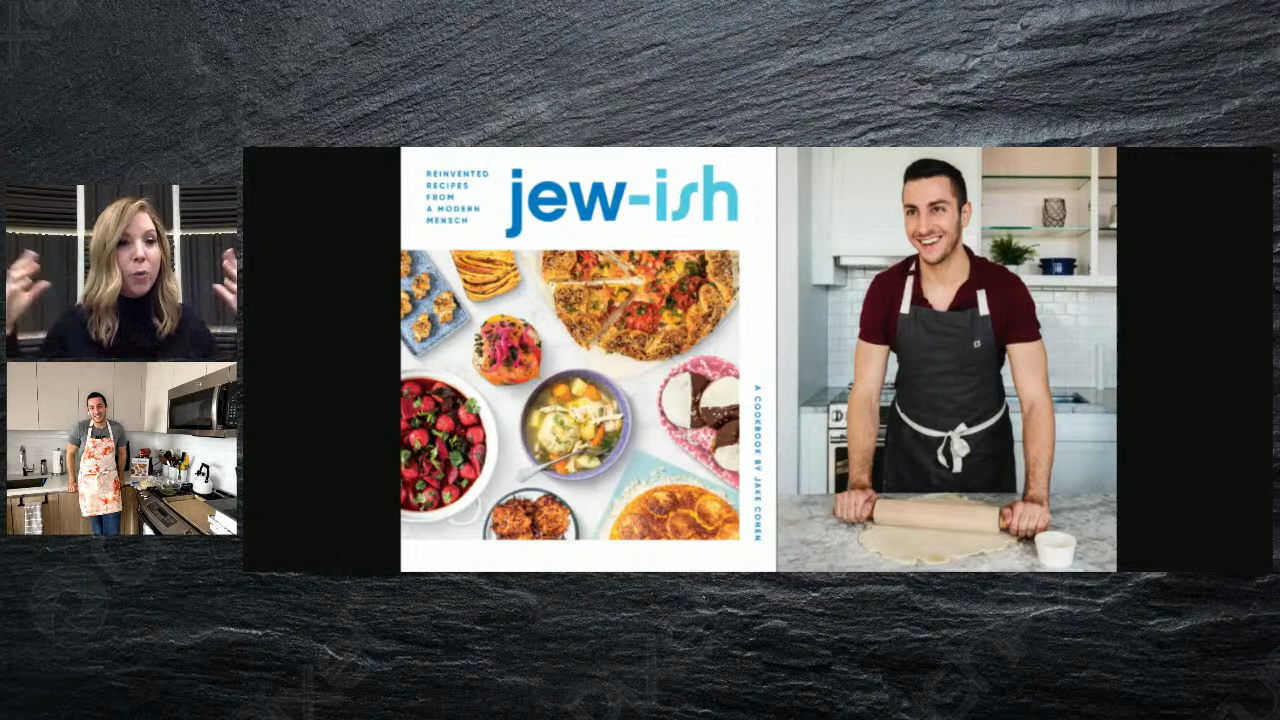 REINVENTED
RECIPES
FROM
A MODERN
MENSCH
jew-ish
A COOKBOOK BY JAKE COHEN